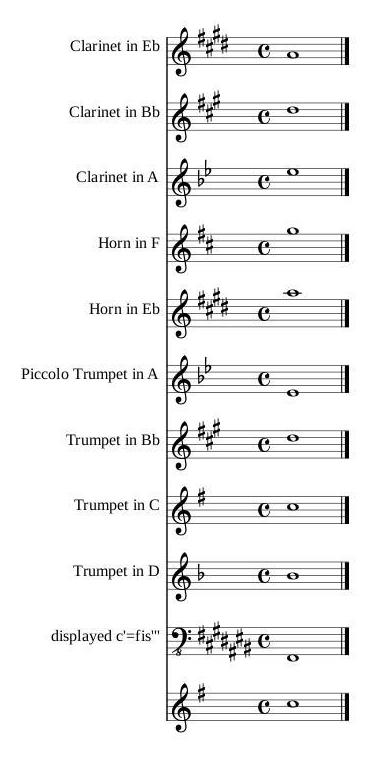 Clarinet in Eb
Clarinet in Bb
Clarinet in A
Horn in F
Horn in Eb
Piccolo Trumpet in A
Trumpet in Bb
Trumpet in C
Trumpet in D
displayed c'=fis'''
8